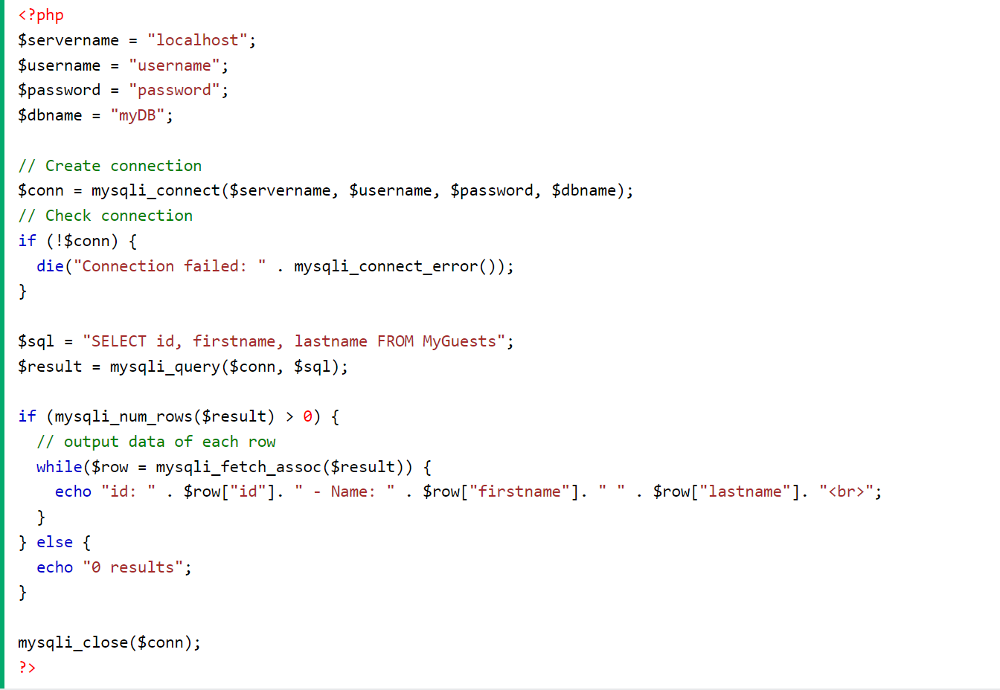 <?php
$servername = "localhost";
$username = "username";
$password = "password";
$dbname = "myDB";

// Create connection
$conn = mysqli_connect($servername, $username, $password, $dbname);
// Check connection
if (!$conn) {
  die("Connection failed: " . mysqli_connect_error());
}

$sql = "SELECT id, firstname, lastname FROM MyGuests";
$result = mysqli_query($conn, $sql);

if (mysqli_num_rows($result) > 0) {
  // output data of each row
  while($row = mysqli_fetch_assoc($result)) {
    echo "id: " . $row["id"]. " - Name: " . $row["firstname"]. " " . $row["lastname"]. "<br>";
  }
} else {
  echo "0 results";
}

mysqli_close($conn);
?>